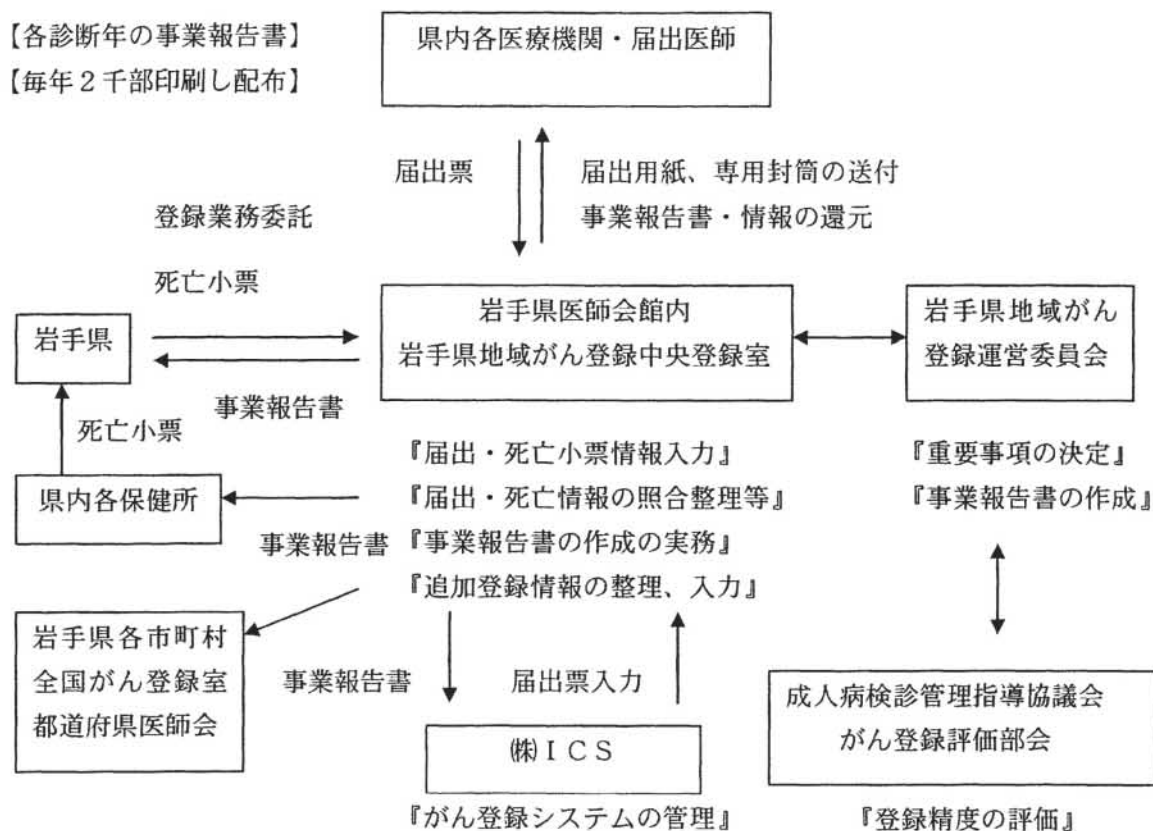 【各診断年の事業報告書】
【毎年２千部印刷し配布】
県内各医療機関・届出医師
届出票
届出用紙、専用封筒の送付
事業報告書・情報の還元
登録業務委託
死亡小票
岩手県
岩手県医師会館内
岩手県地域がん登録中央登録室
岩手県地域がん
登録運営委員会
事業報告書
死亡小票
県内各保健所
『届出・死亡小票情報入力』
『届出・死亡情報の照合整理等』
『事業報告書の作成の実務』
『追加登録情報の整理、入力』
『重要事項の決定』
『事業報告書の作成』
事業報告書
岩手県各市町村
全国がん登録室
都道府県医師会
事業報告書
届出票入力
㈱ＩＣＳ
『がん登録システムの管理』
成人病検診管理指導協議会
がん登録評価部会
『登録精度の評価』